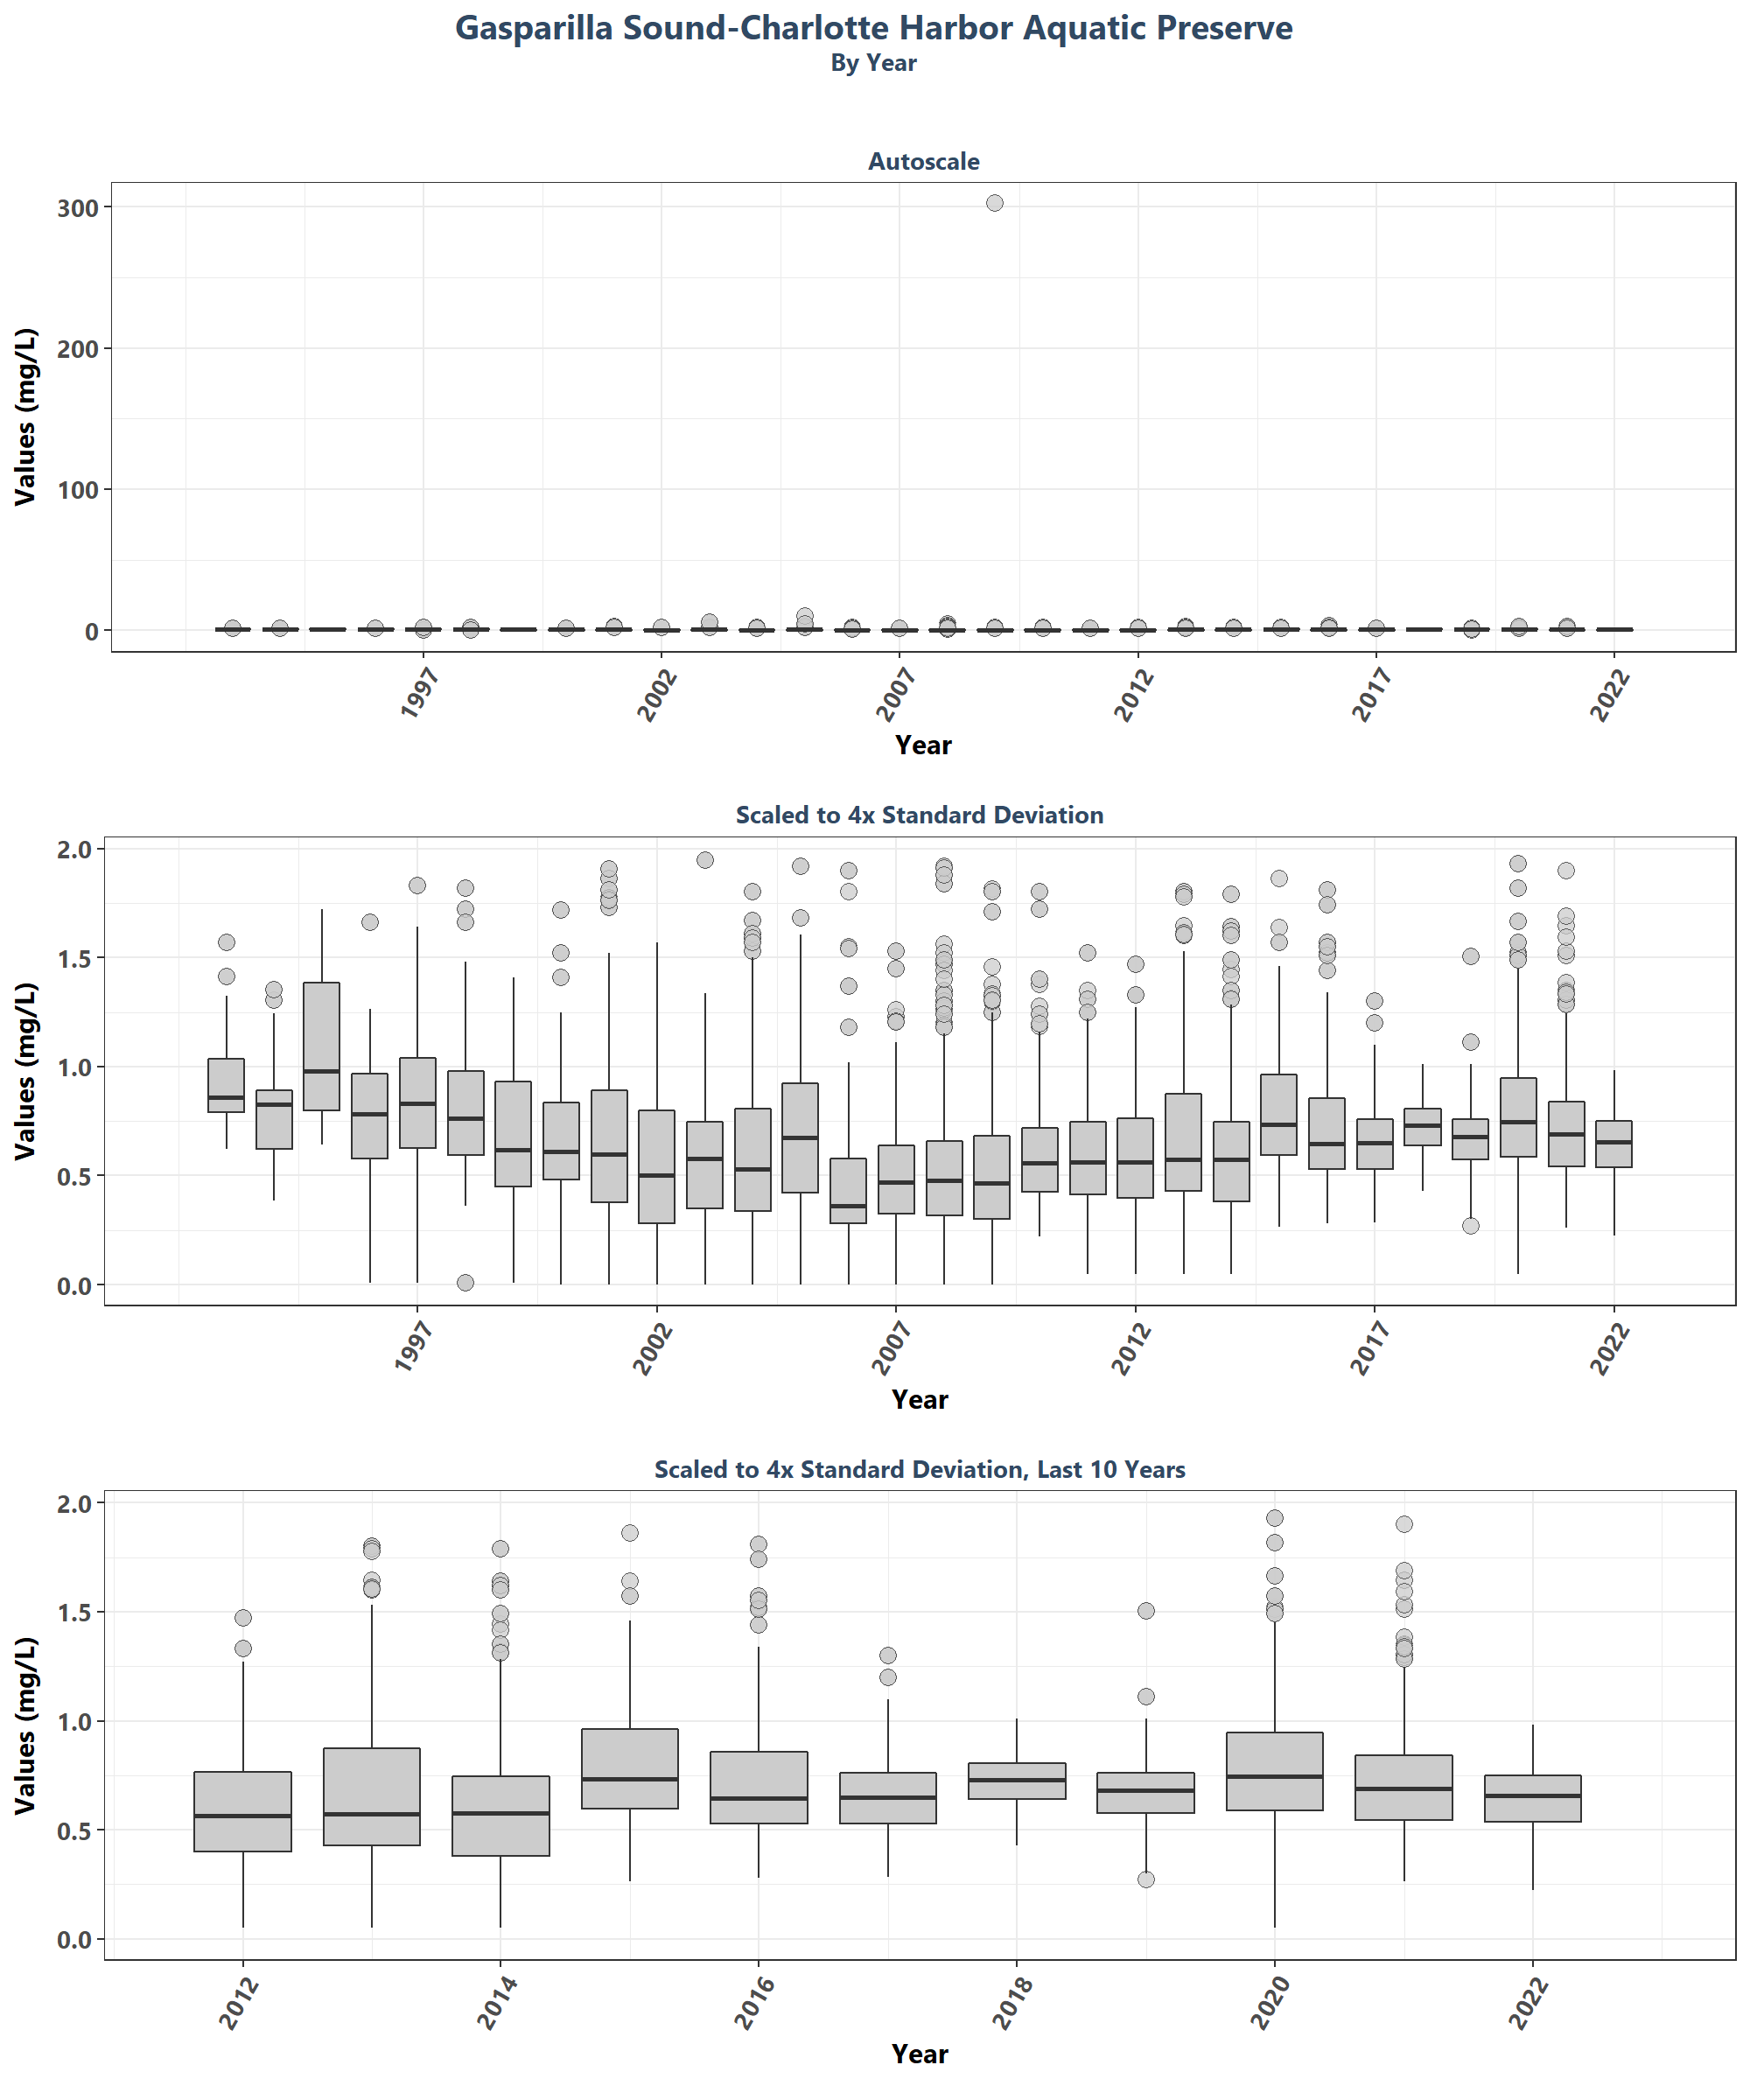 Gasparilla Sound-Charlotte Harbor Aquatic Preserve
By Year
Autoscale
Values (mg/L)
300
200
100
0
1997
2002
2007
2012
2017
2022
Year
Scaled to 4x Standard Deviation
Values (mg/L)
2.0
1.5
1.0
0.5
0.0
1997
2002
2007
2012
2017
2022
Year
Scaled to 4x Standard Deviation, Last 10 Years
Values (mg/L)
2.0
1.5
1.0
0.5
0.0
2012
2014
2016
2018
2020
2022
Year